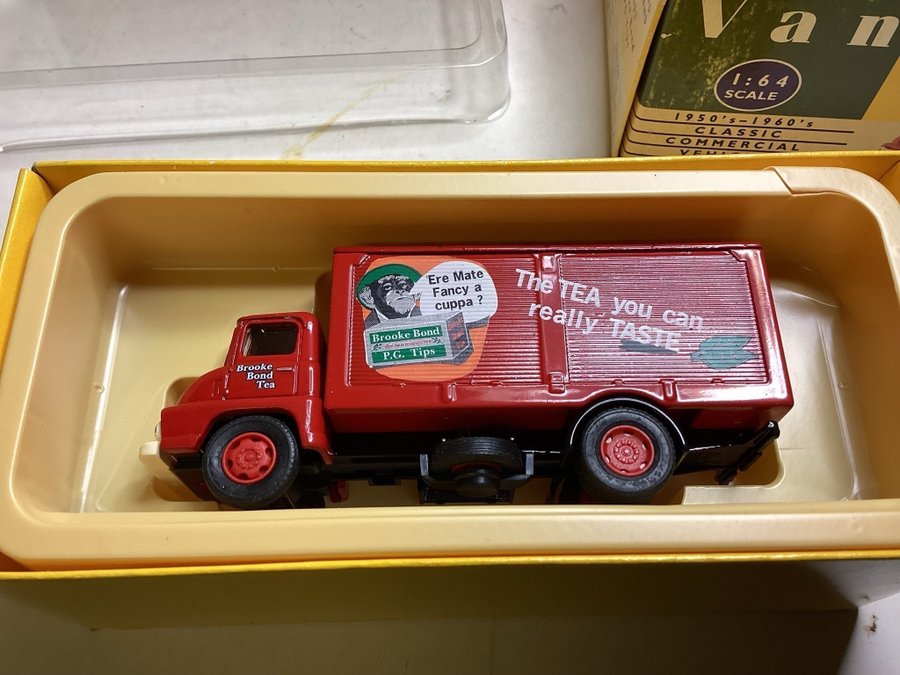 Van
1:64
SCALE
1950's-1960's
CLASSIC
COMMERCIAL
'Ere Mate
Fancy a
cuppa ?
Brooke Bond
P.G. Tips
The TEA you can...
really TASTE
Brooke
Bond
Tea